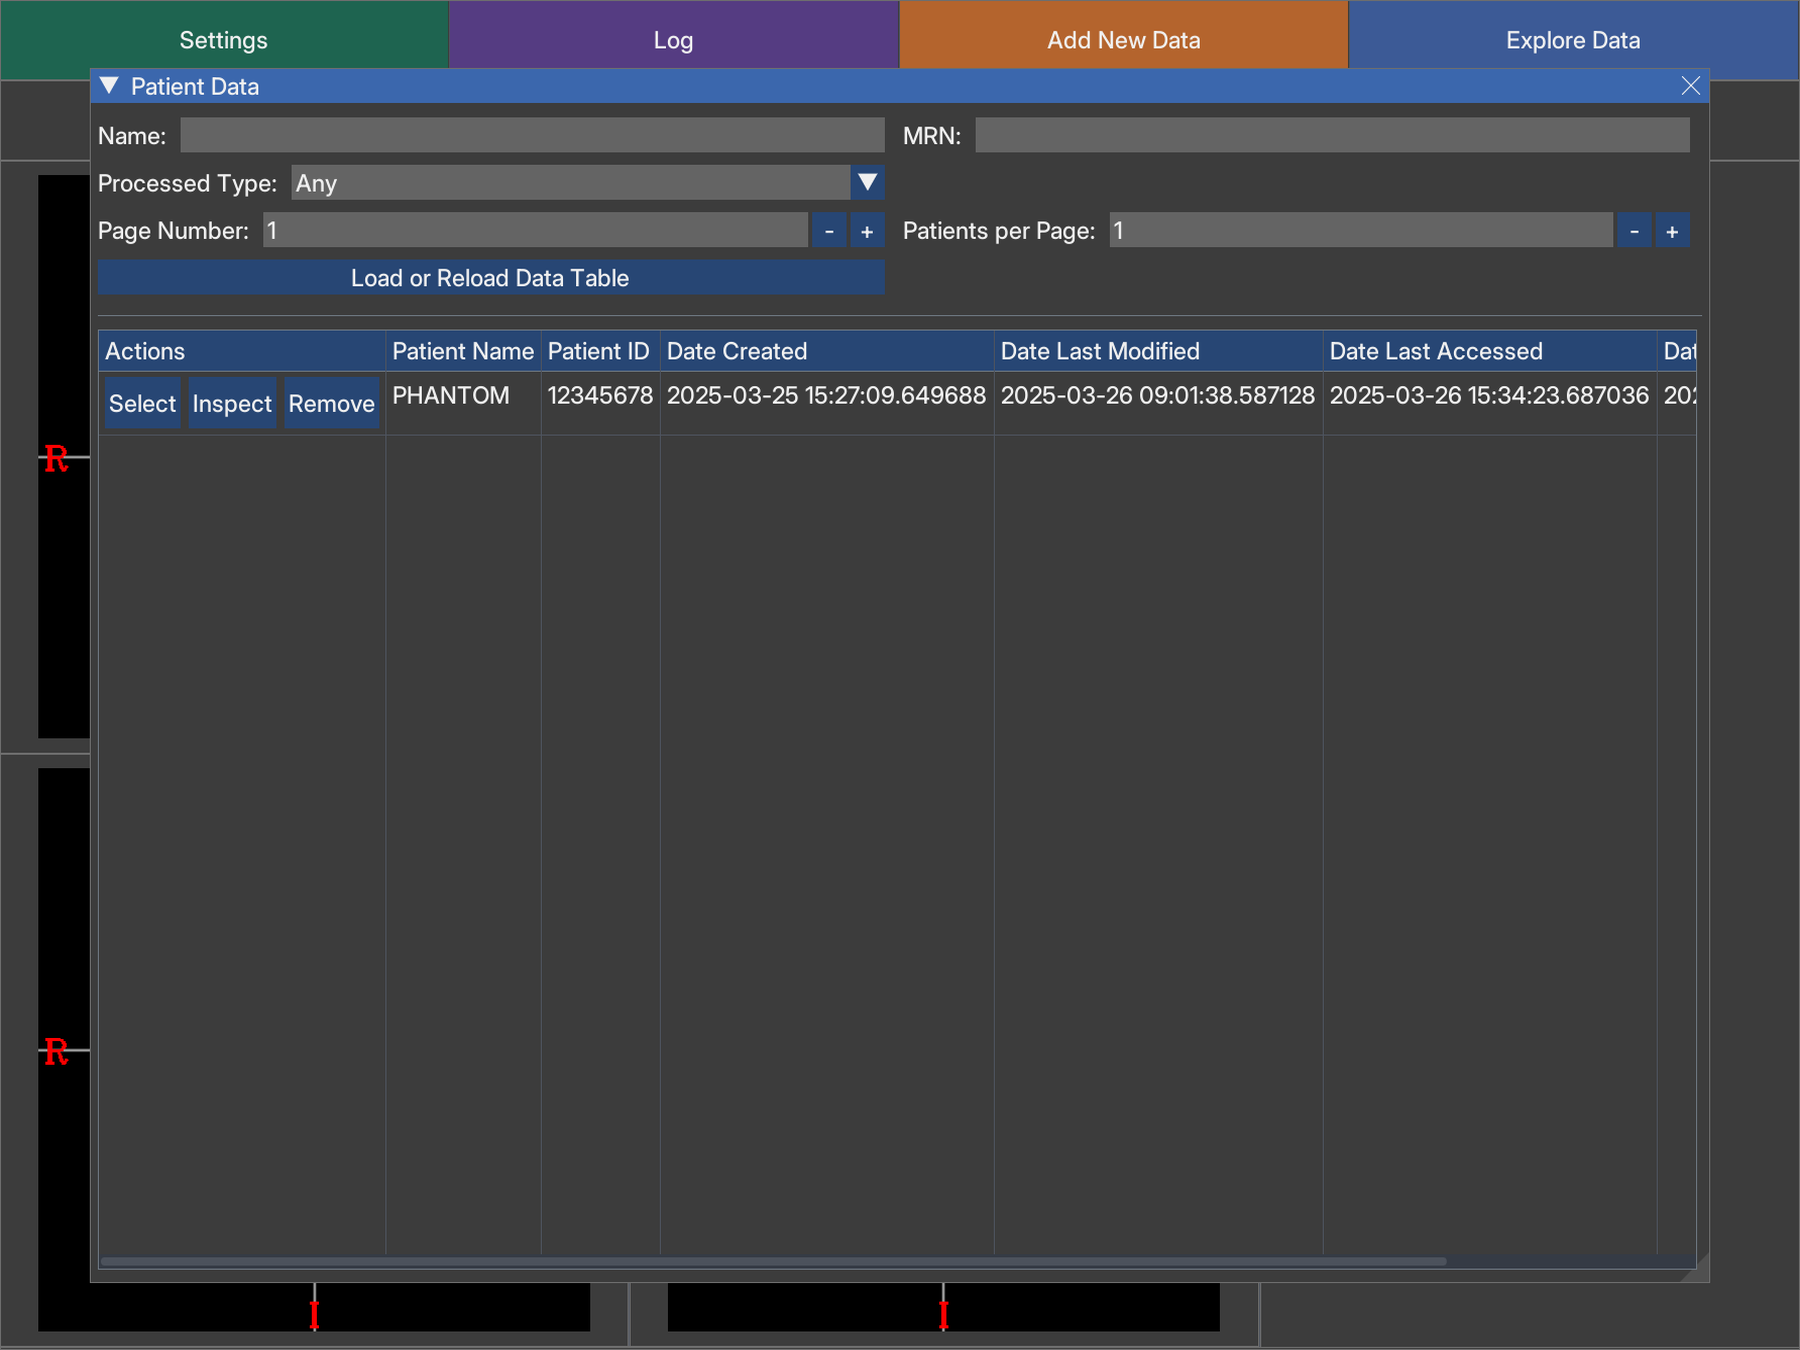 Settings Log Add New Data Explore Data
Patient Data
Name: MRN:
Processed Type: Any
Page Number: 1 - + Patients per Page: 1 - +
Load or Reload Data Table
Actions Patient Name Patient ID Date Created Date Last Modified Date Last Accessed
Select Inspect Remove PHANTOM 12345678 2025-03-25 15:27:09.649688 2025-03-26 09:01:38.587128 2025-03-26 15:34:23.687036
R
R
I I